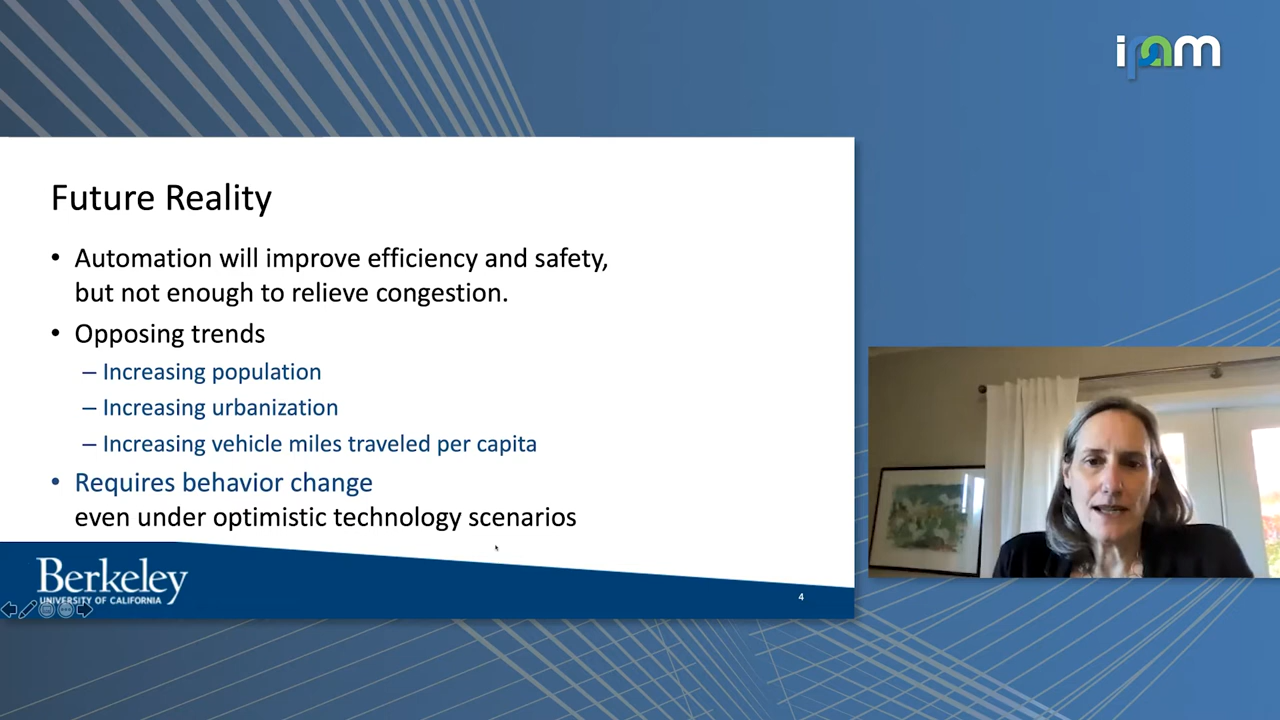 ipam
Future Reality
• Automation will improve efficiency and safety,
but not enough to relieve congestion.
• Opposing trends
– Increasing population
– Increasing urbanization
– Increasing vehicle miles traveled per capita
• Requires behavior change
even under optimistic technology scenarios
Berkeley
UNIVERSITY OF CALIFORNIA
4